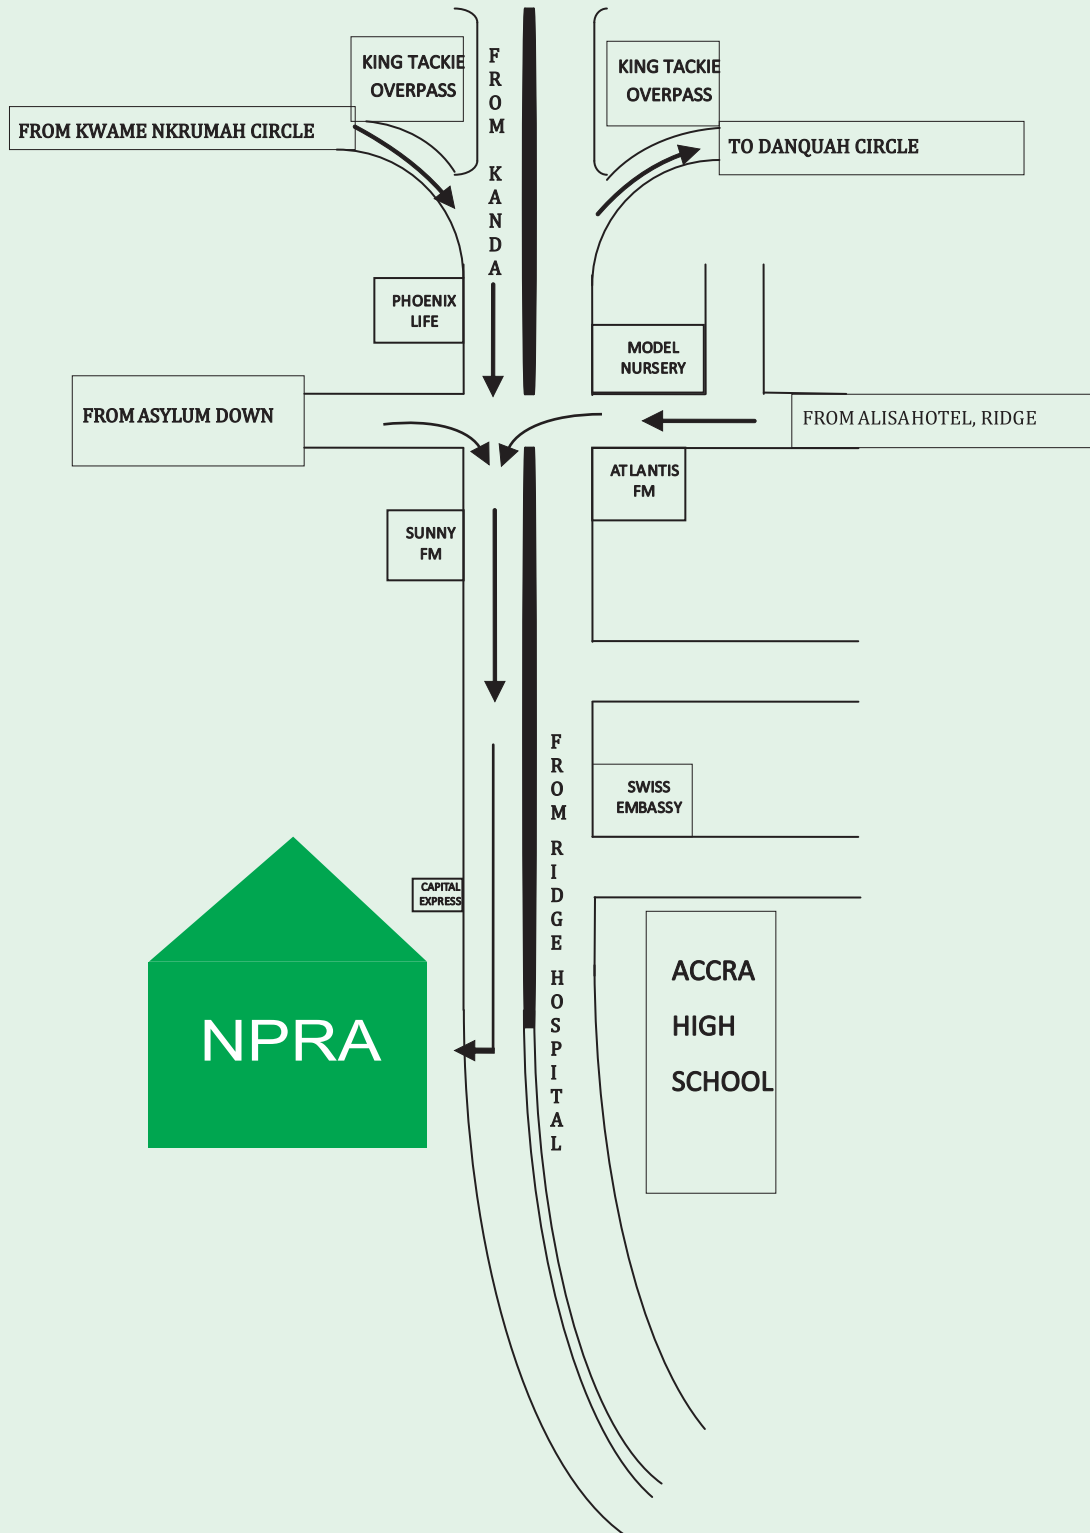 KING TACKIE
OVERPASS
FROM KANDA
KING TACKIE
OVERPASS
FROM KWAME NKRUMAH CIRCLE
TO DANQUAH CIRCLE
PHOENIX
LIFE
MODEL
NURSERY
FROM ASYLUM DOWN
FROM ALISAHOTEL, RIDGE
ATLANTIS
FM
SUNNY
FM
FROM RIDGE HOSPITAL
SWISS
EMBASSY
CAPITAL
EXPRESS
ACCRA
HIGH
SCHOOL
NPRA